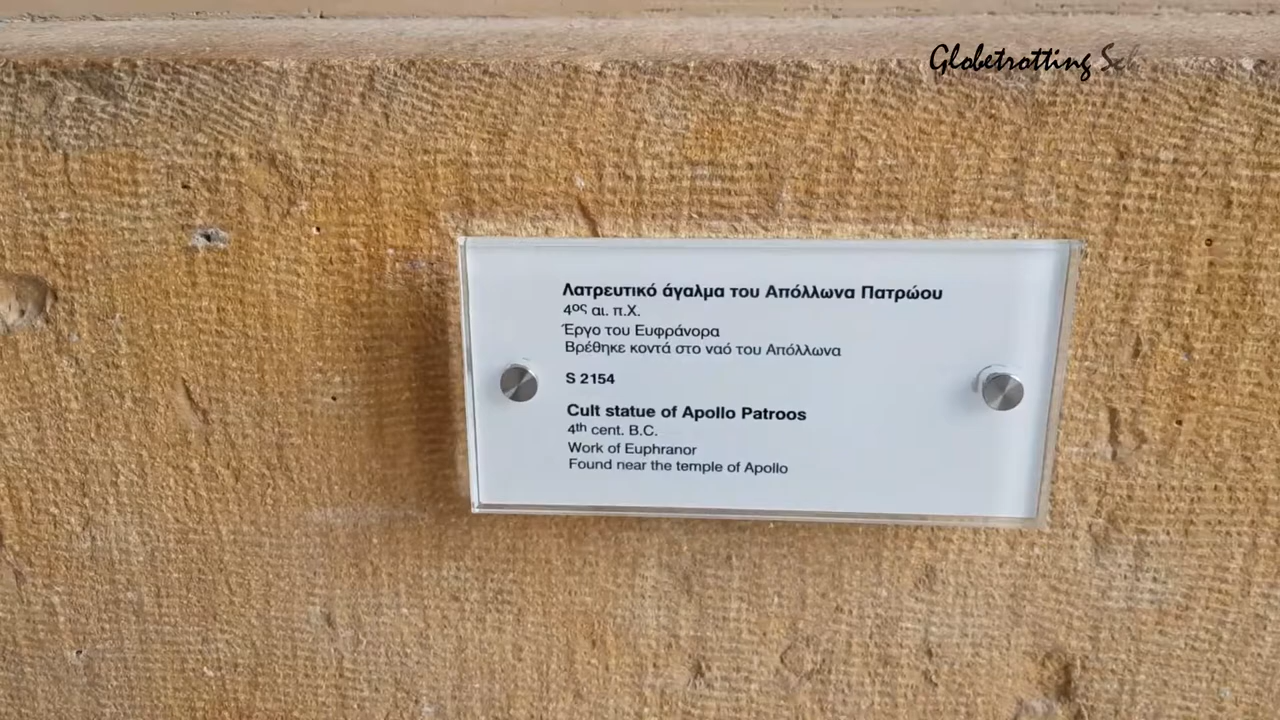 Globetrotting
Λατρευτικό άγαλμα του Απόλλωνα Πατρώου
4ος αι. π.Χ.
Έργο του Ευφράνορα
Βρέθηκε κοντά στο ναό του Απόλλωνα
S 2154
Cult statue of Apollo Patroos
4th cent. B.C.
Work of Euphranor
Found near the temple of Apollo